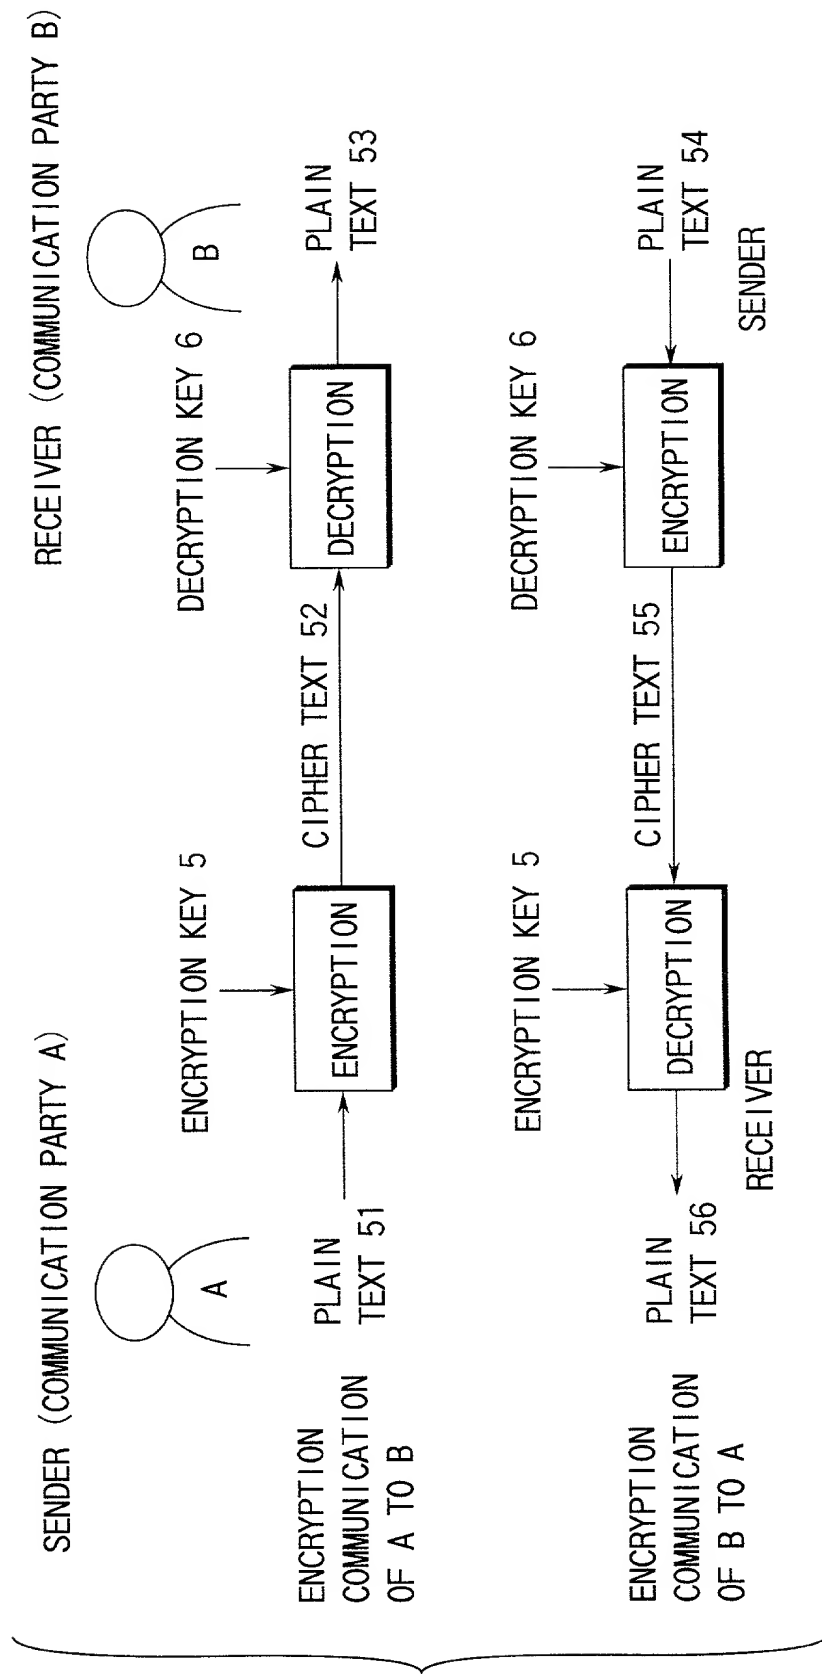 SENDER (COMMUNICATION PARTY A)
RECEIVER (COMMUNICATION PARTY B)
A
B
ENCRYPTION KEY 5
DECRYPTION KEY 6
ENCRYPTION
COMMUNICATION
OF A TO B
PLAIN
TEXT 51
ENCRYPTION
CIPHER TEXT 52
DECRYPTION
PLAIN
TEXT 53
ENCRYPTION KEY 5
DECRYPTION KEY 6
ENCRYPTION
COMMUNICATION
OF B TO A
PLAIN
TEXT 56
DECRYPTION
CIPHER TEXT 55
ENCRYPTION
PLAIN
TEXT 54
RECEIVER
SENDER